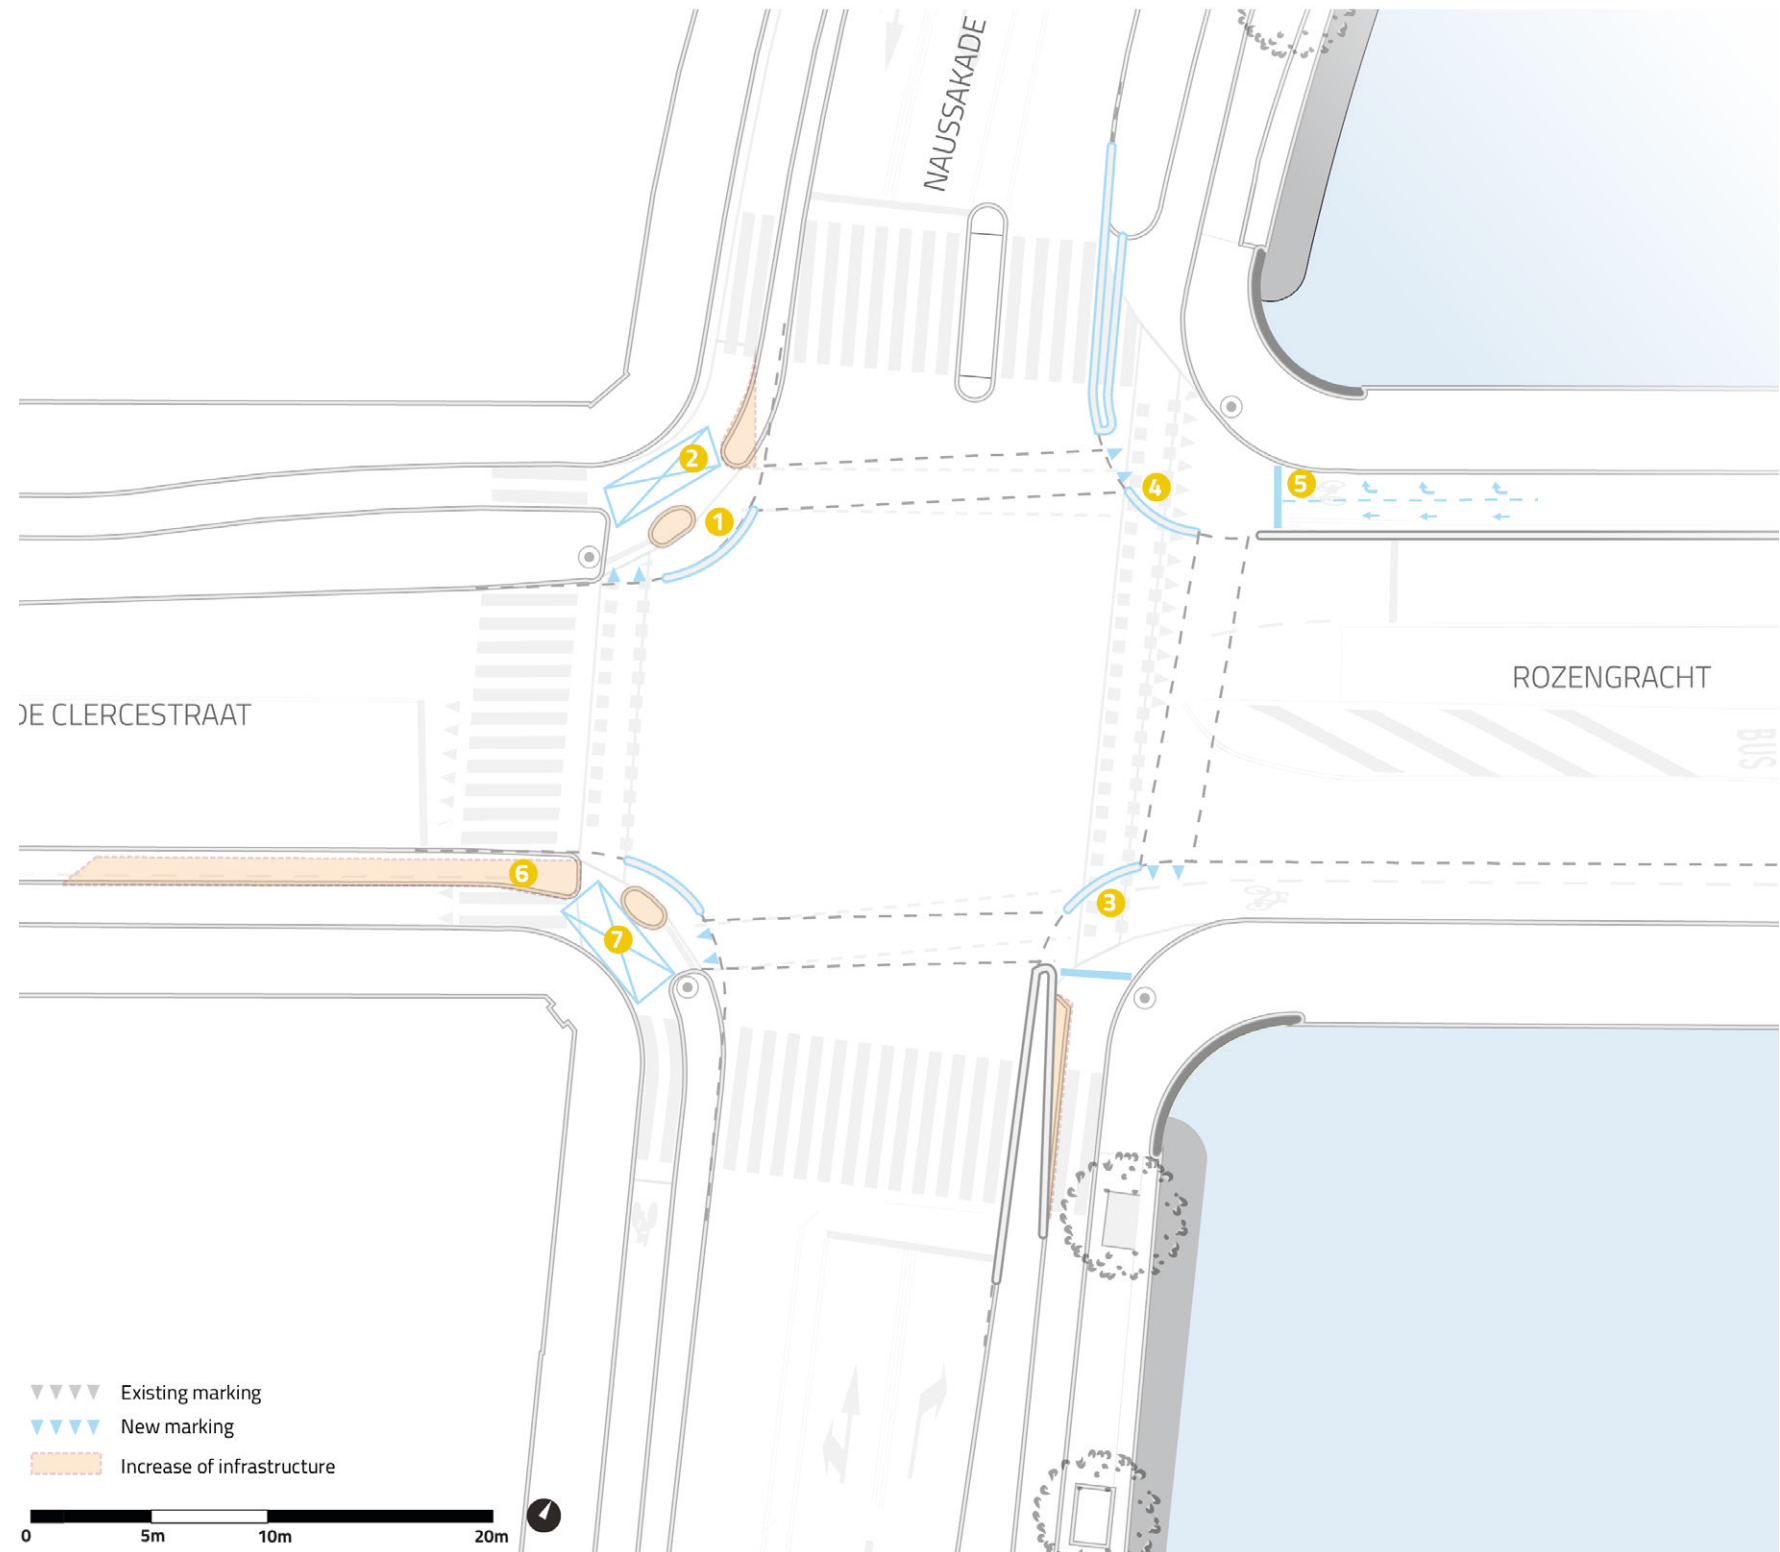 NAUSSAKADE
2
1
4
5
ROZENGRACHT
DE CLERCESTRAAT
BUS
6
3
7
Existing marking
New marking
Increase of infrastructure
0 5m 10m 20m